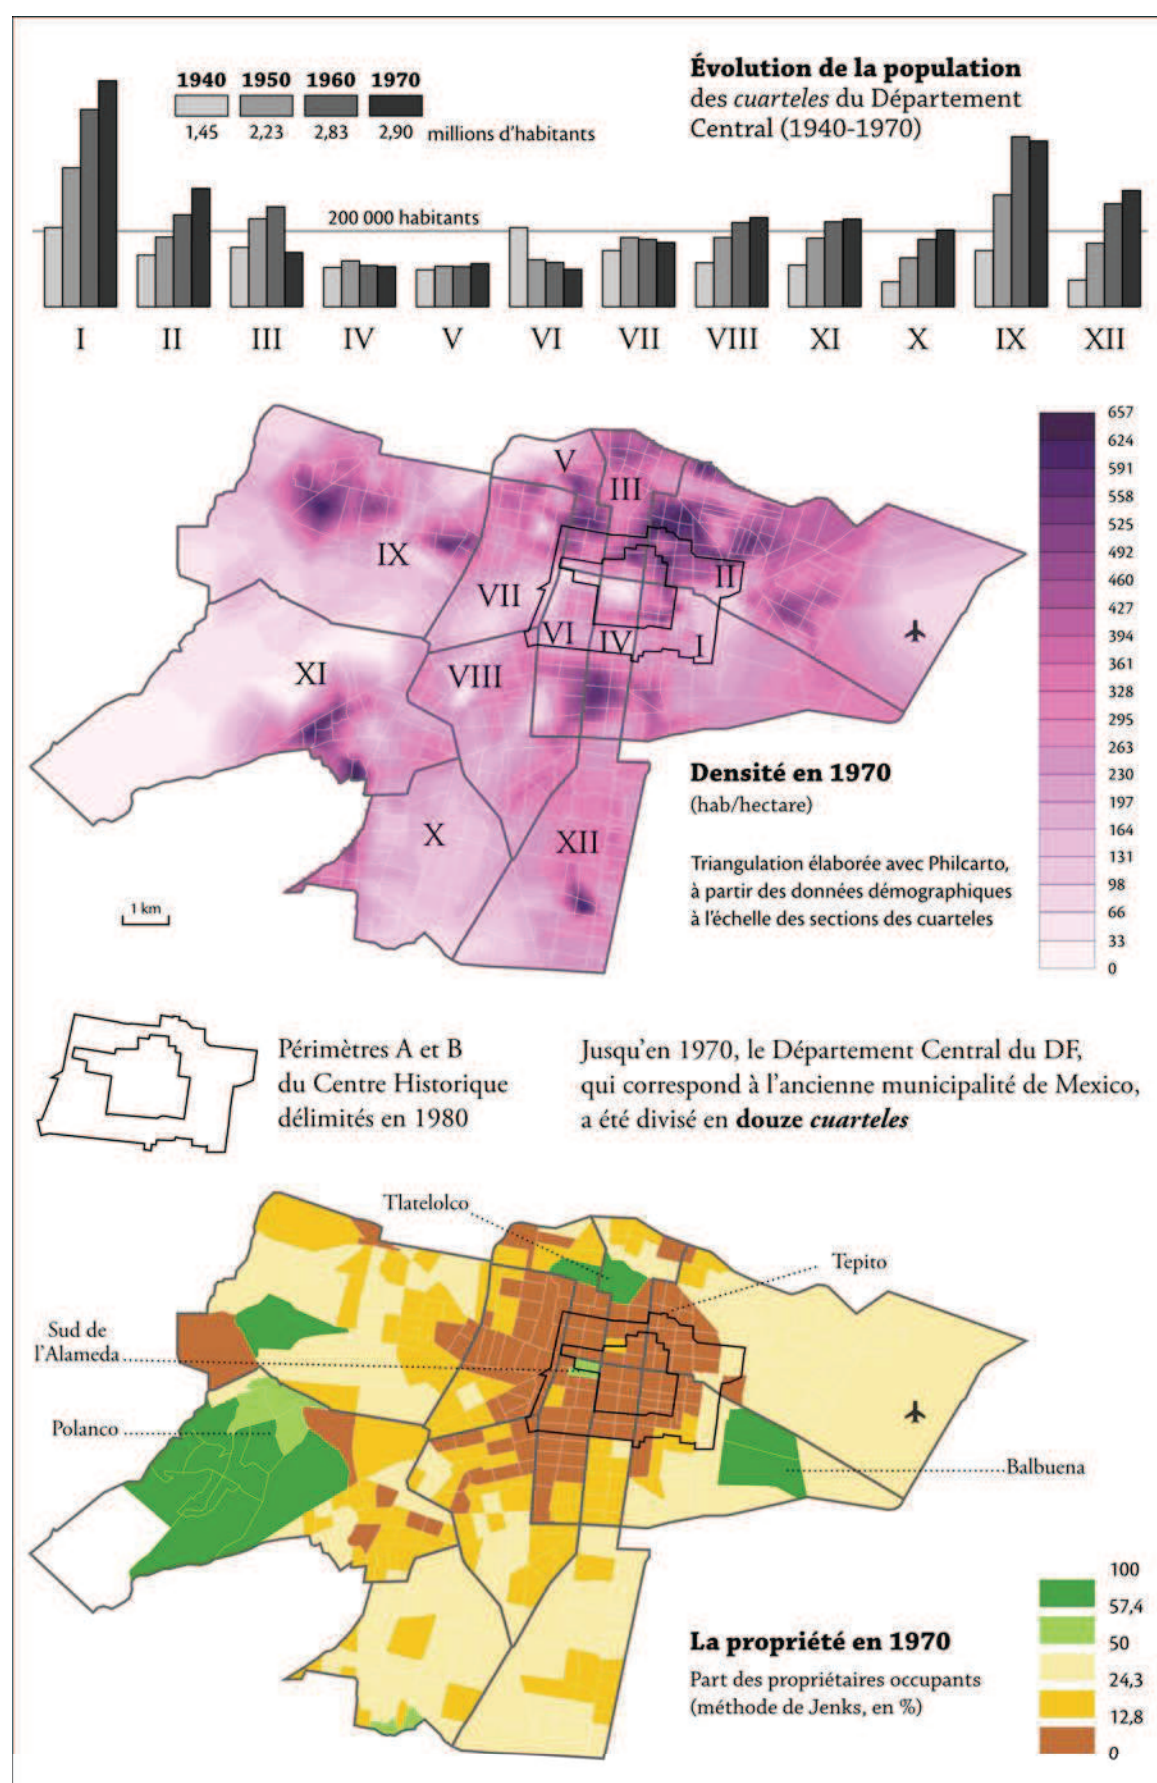 1940 1950 1960 1970
1,45 2,23 2,83 2,90 millions d'habitants
Évolution de la population
des cuarteles du Département
Central (1940-1970)
200 000 habitants
I II III IV V VI VII VIII XI X IX XII
657
624
591
558
525
492
460
427
394
361
328
295
263
230
197
164
131
98
66
33
0
V
III
IX
II
VII
VI IV I
XI
VIII
X
XII
Densité en 1970
(hab/hectare)
Triangulation élaborée avec Philcarto,
à partir des données démographiques
à l'échelle des sections des cuarteles
1 km
Périmètres A et B
du Centre Historique
délimités en 1980
Jusqu'en 1970, le Département Central du DF,
qui correspond à l'ancienne municipalité de Mexico,
a été divisé en douze cuarteles
Tlatelolco
Tepito
Sud de
l'Alameda
Polanco
Balbuena
La propriété en 1970
Part des propriétaires occupants
(méthode de Jenks, en %)
100
57,4
50
24,3
12,8
0